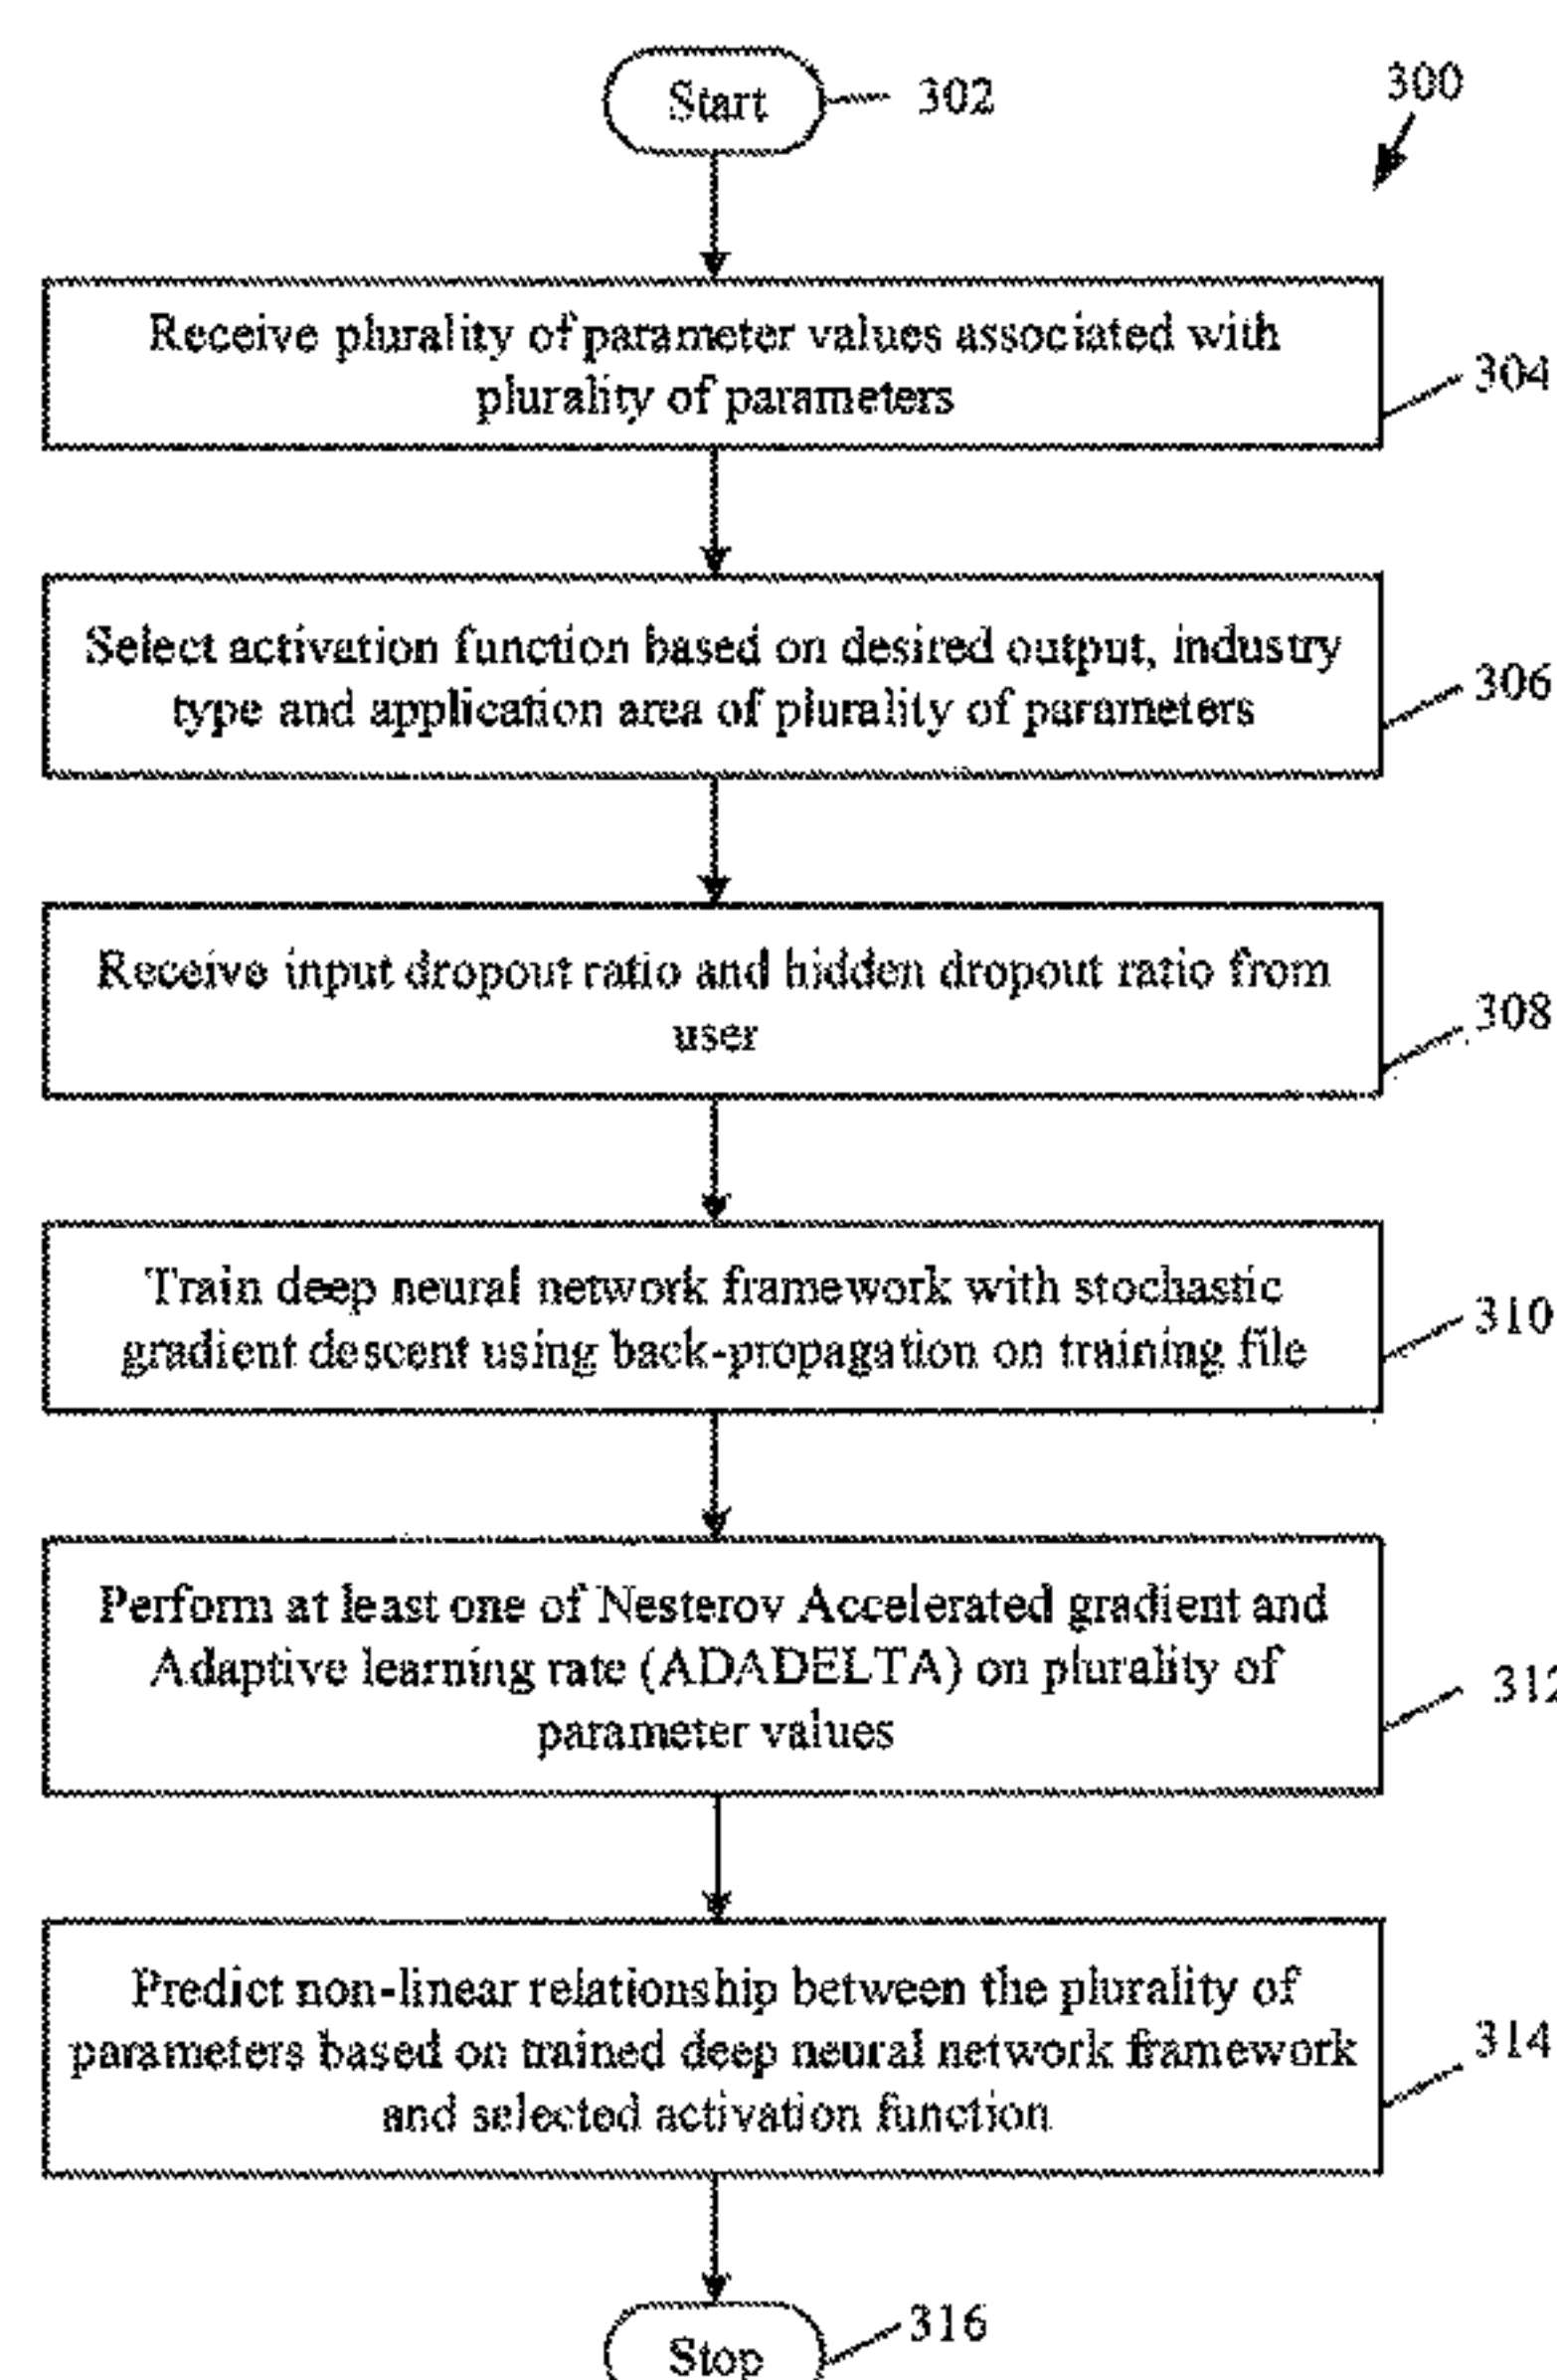 Start
302
300
Receive plurality of parameter values associated with
plurality of parameters
304
Select activation function based on desired output, industry
type and application area of plurality of parameters
306
Receive input dropout ratio and hidden dropout ratio from
user
308
Train deep neural network framework with stochastic
gradient descent using back-propagation on training file
310
Perform at least one of Nesterov Accelerated gradient and
Adaptive learning rate (ADADELTA) on plurality of
parameter values
312
Predict non-linear relationship between the plurality of
parameters based on trained deep neural network framework
and selected activation function
314
Stop
316